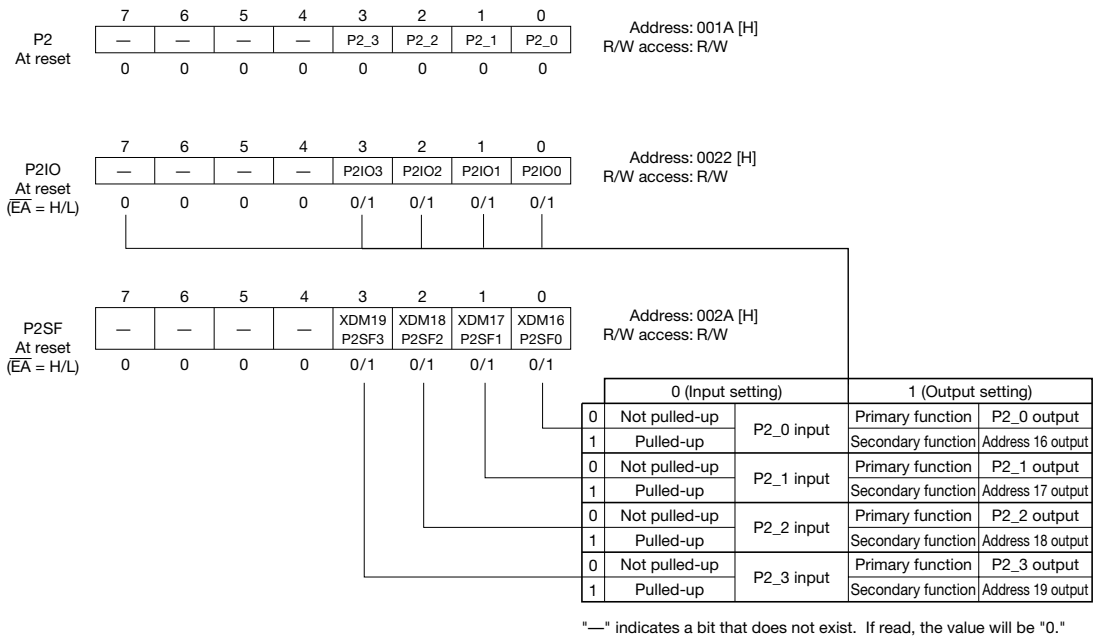 7 6 5 4 3 2 1 0
P2 — — — — P2_3 P2_2 P2_1 P2_0
At reset 0 0 0 0 0 0 0 0
Address: 001A [H]
R/W access: R/W
7 6 5 4 3 2 1 0
P2IO — — — — P2IO3 P2IO2 P2IO1 P2IO0
At reset
(EA = H/L) 0 0 0 0 0/1 0/1 0/1 0/1
Address: 0022 [H]
R/W access: R/W
7 6 5 4 3 2 1 0
P2SF — — — — XDM19 XDM18 XDM17 XDM16
P2SF3 P2SF2 P2SF1 P2SF0
At reset
(EA = H/L) 0 0 0 0 0/1 0/1 0/1 0/1
Address: 002A [H]
R/W access: R/W
0 (Input setting) 1 (Output setting)
0 Not pulled-up P2_0 input Primary function P2_0 output
1 Pulled-up Secondary function Address 16 output
0 Not pulled-up P2_1 input Primary function P2_1 output
1 Pulled-up Secondary function Address 17 output
0 Not pulled-up P2_2 input Primary function P2_2 output
1 Pulled-up Secondary function Address 18 output
0 Not pulled-up P2_3 input Primary function P2_3 output
1 Pulled-up Secondary function Address 19 output
"—" indicates a bit that does not exist. If read, the value will be "0."